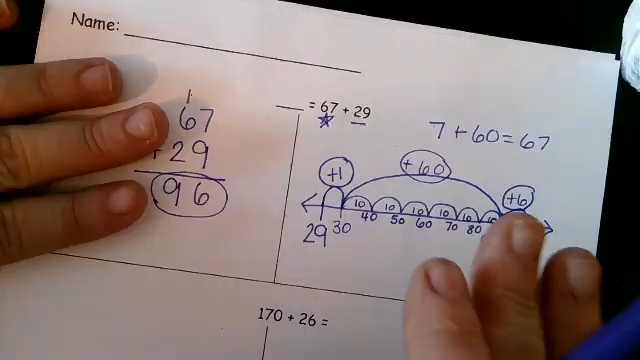 Name:
1
67
+ 29
96
= 67 + 29
7 + 60 = 67
+1
+60
+6
10 10 10 10 10
29 30 40 50 60 70 80
170 + 26 =